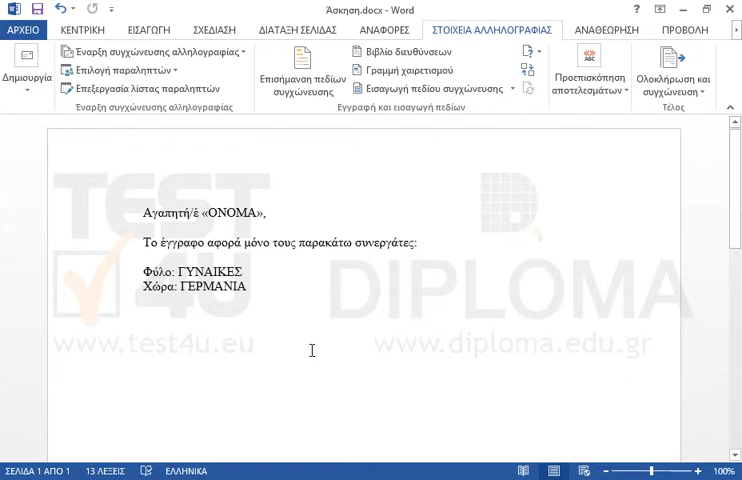 Άσκηση.docx - Word
ΑΡΧΕΙΟ ΚΕΝΤΡΙΚΗ ΕΙΣΑΓΩΓΗ ΣΧΕΔΙΑΣΗ ΔΙΑΤΑΞΗ ΣΕΛΙΔΑΣ ΑΝΑΦΟΡΕΣ ΣΤΟΙΧΕΙΑ ΑΛΛΗΛΟΓΡΑΦΙΑΣ ΑΝΑΘΕΩΡΗΣΗ ΠΡΟΒΟΛΗ
Δημιουργία
Έναρξη συγχώνευσης αλληλογραφίας
Επιλογή παραληπτών
Επεξεργασία λίστας παραληπτών
Έναρξη συγχώνευσης αλληλογραφίας
Επισήμανση πεδίων
συγχώνευσης
Βιβλίο διευθύνσεων
Γραμμή χαιρετισμού
Εισαγωγή πεδίου συγχώνευσης
Εγγραφή και εισαγωγή πεδίων
ABC
Προεπισκόπηση
αποτελεσμάτων
Ολοκλήρωση και
συγχώνευση
Τέλος
TEST
4U
www.test4u.eu
DIPLOMA
www.diploma.edu.gr
Αγαπητή/έ «ΟΝΟΜΑ»,
Το έγγραφο αφορά μόνο τους παρακάτω συνεργάτες:
Φύλο: ΓΥΝΑΙΚΕΣ
Χώρα: ΓΕΡΜΑΝΙΑ
ΣΕΛΙΔΑ 1 ΑΠΟ 1 13 ΛΕΞΕΙΣ ΕΛΛΗΝΙΚΑ 100%